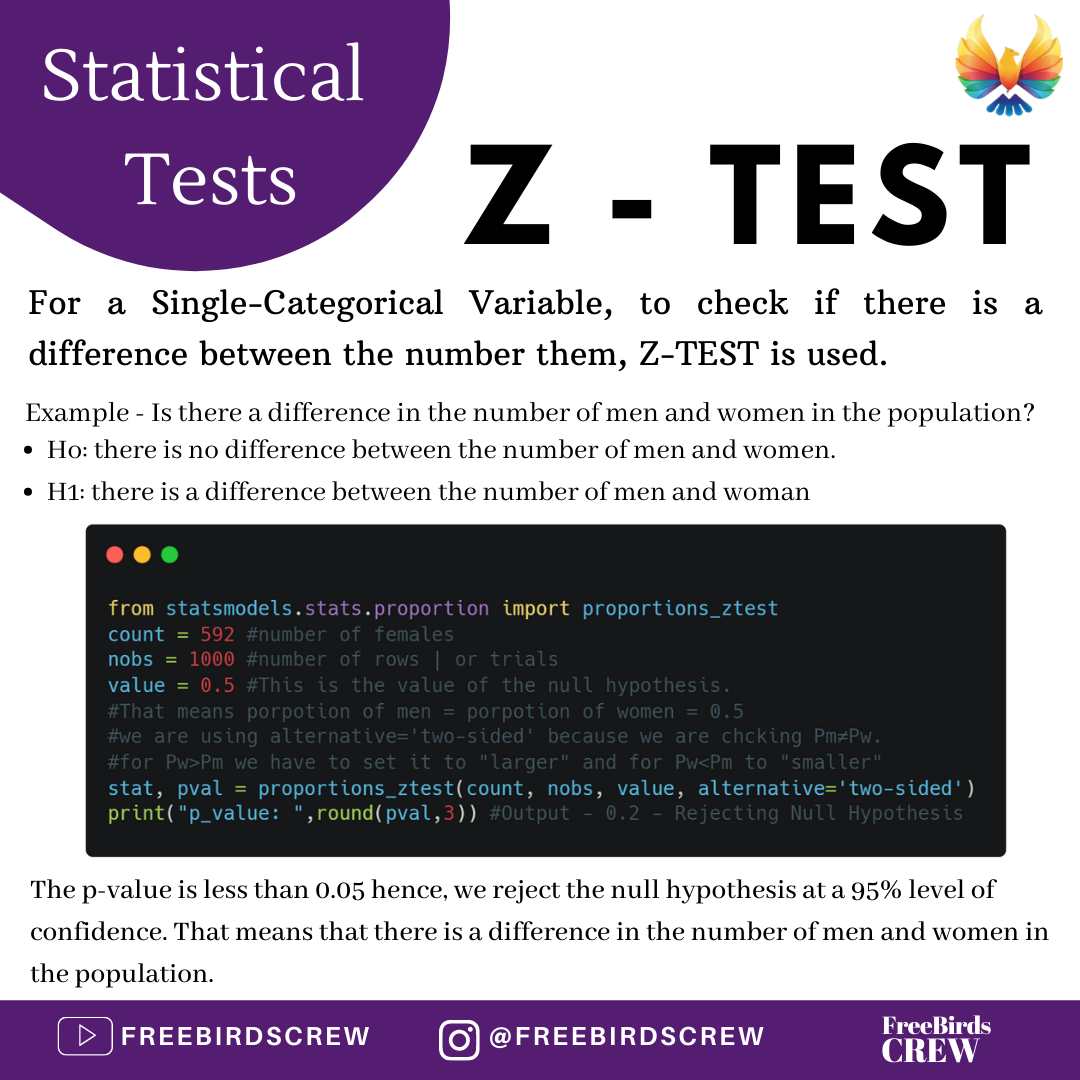 Statistical
Tests
Z - TEST
For a Single-Categorical Variable, to check if there is a
difference between the number them, Z-TEST is used.
Example - Is there a difference in the number of men and women in the population?
• Ho: there is no difference between the number of men and women.
• H1: there is a difference between the number of men and woman
from statsmodels.stats.proportion import proportions_ztest
count = 592 #number of females
nobs = 1000 #number of rows | or trials
value = 0.5 #This is the value of the null hypothesis.
#That means porpotion of men = porpotion of women = 0.5
#we are using alternative='two-sided' because we are chcking Pm≠Pw.
#for Pw>Pm we have to set it to "larger" and for Pw<Pm to "smaller"
stat, pval = proportions_ztest(count, nobs, value, alternative='two-sided')
print("p_value: ",round(pval,3)) #Output - 0.2 - Rejecting Null Hypothesis
The p-value is less than 0.05 hence, we reject the null hypothesis at a 95% level of
confidence. That means that there is a difference in the number of men and women in
the population.
FREEBIRDSCREW
@FREEBIRDSCREW
FreeBirds
CREW